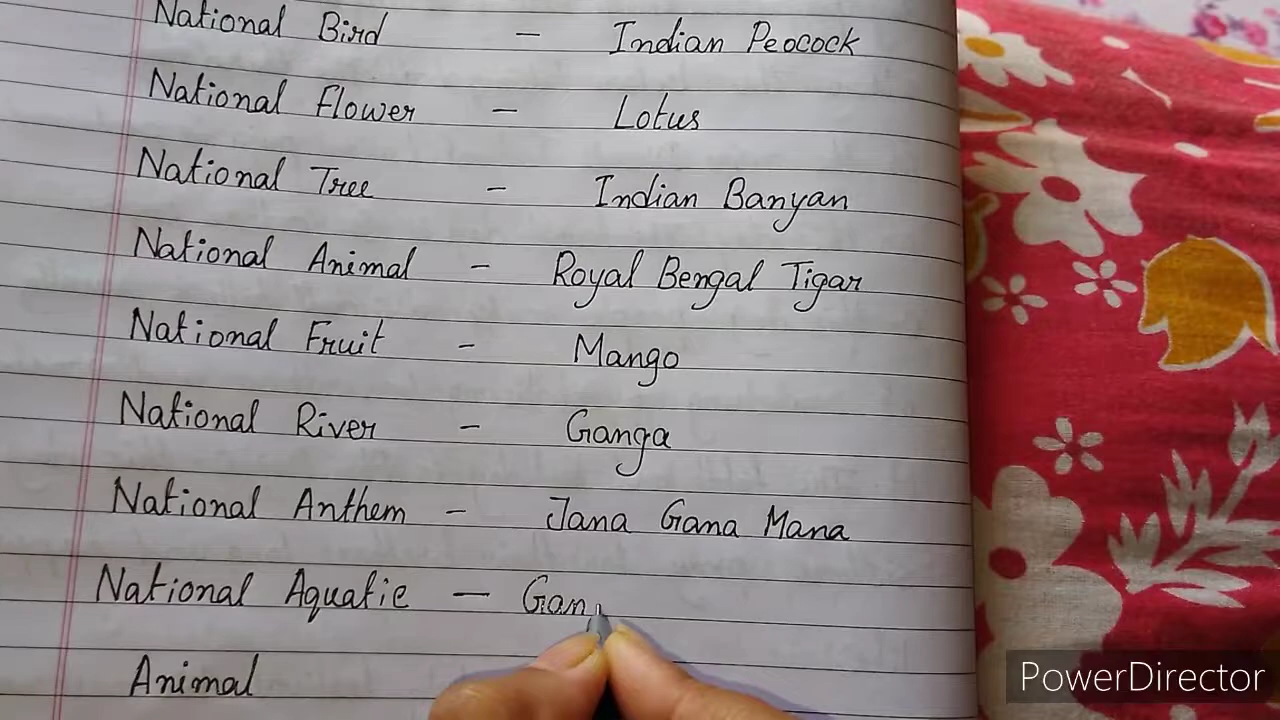 National Bird - Indian Peocock
National Flower - Lotus
National Tree - Indian Banyan
National Animal - Royal Bengal Tigar
National Fruit - Mango
National River - Ganga
National Anthem - Jana Gana Mana
National Aquatic - Gan
Animal
PowerDirector